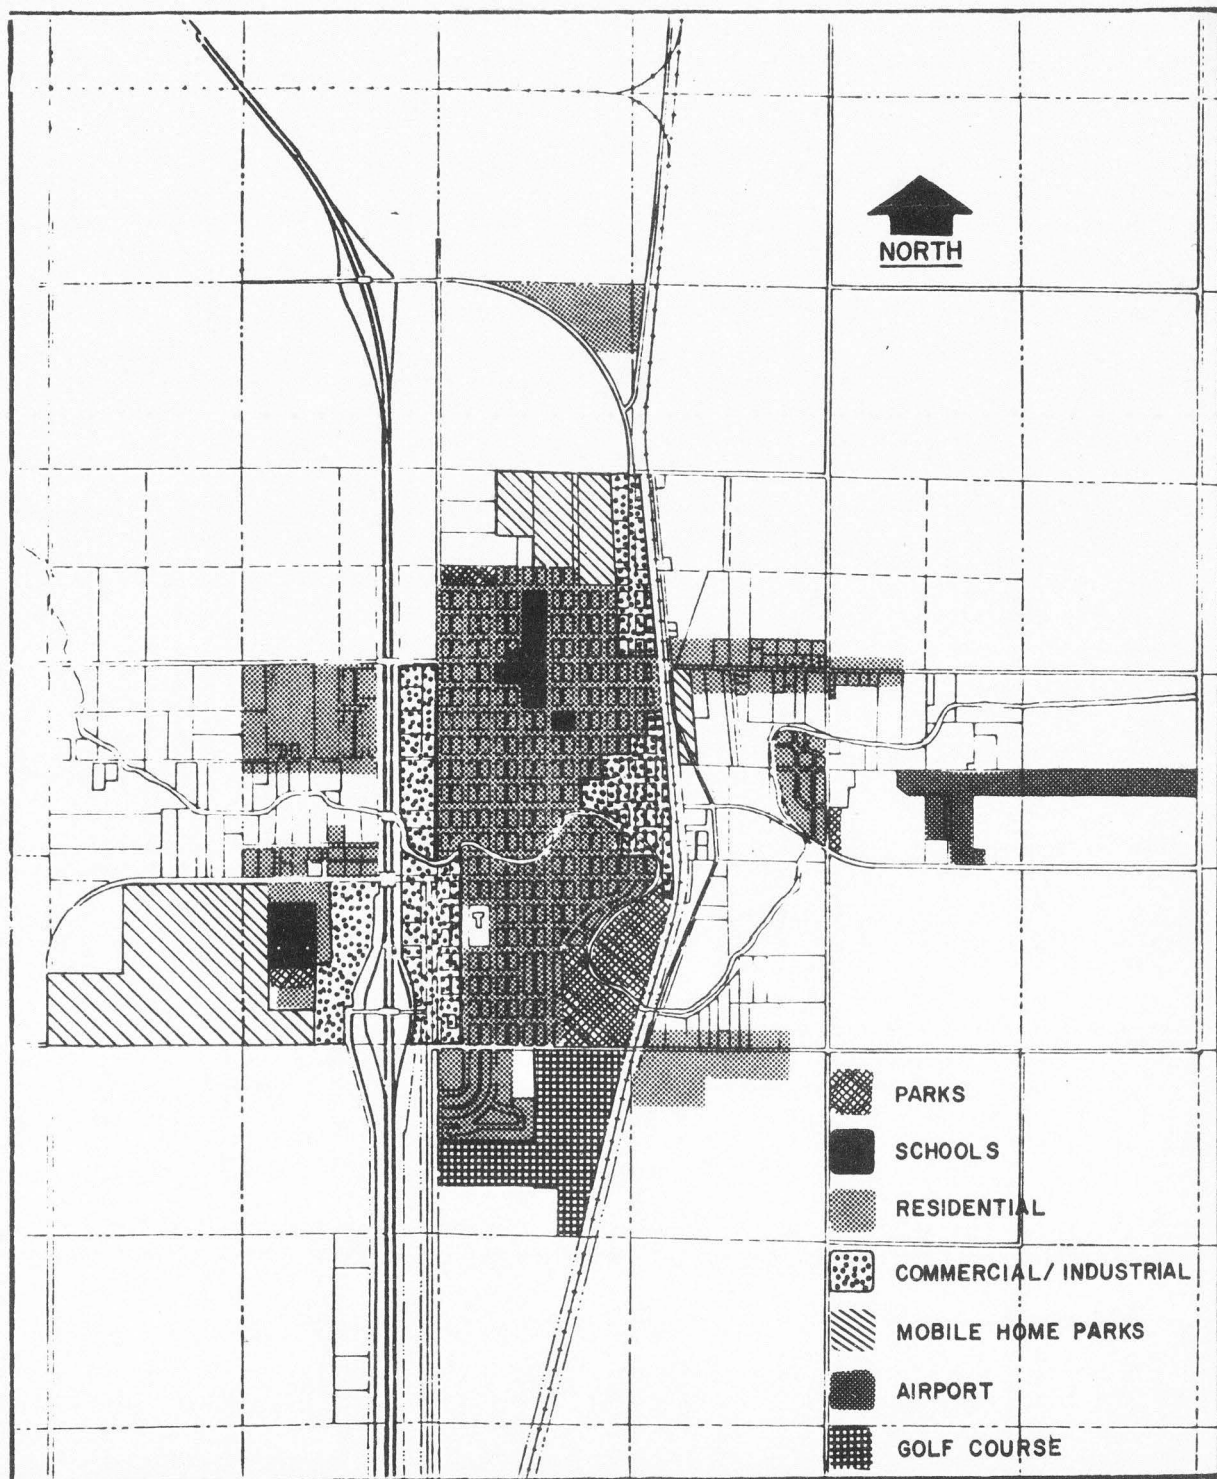 NORTH
T
PARKS
SCHOOLS
RESIDENTIAL
COMMERCIAL/INDUSTRIAL
MOBILE HOME PARKS
AIRPORT
GOLF COURSE